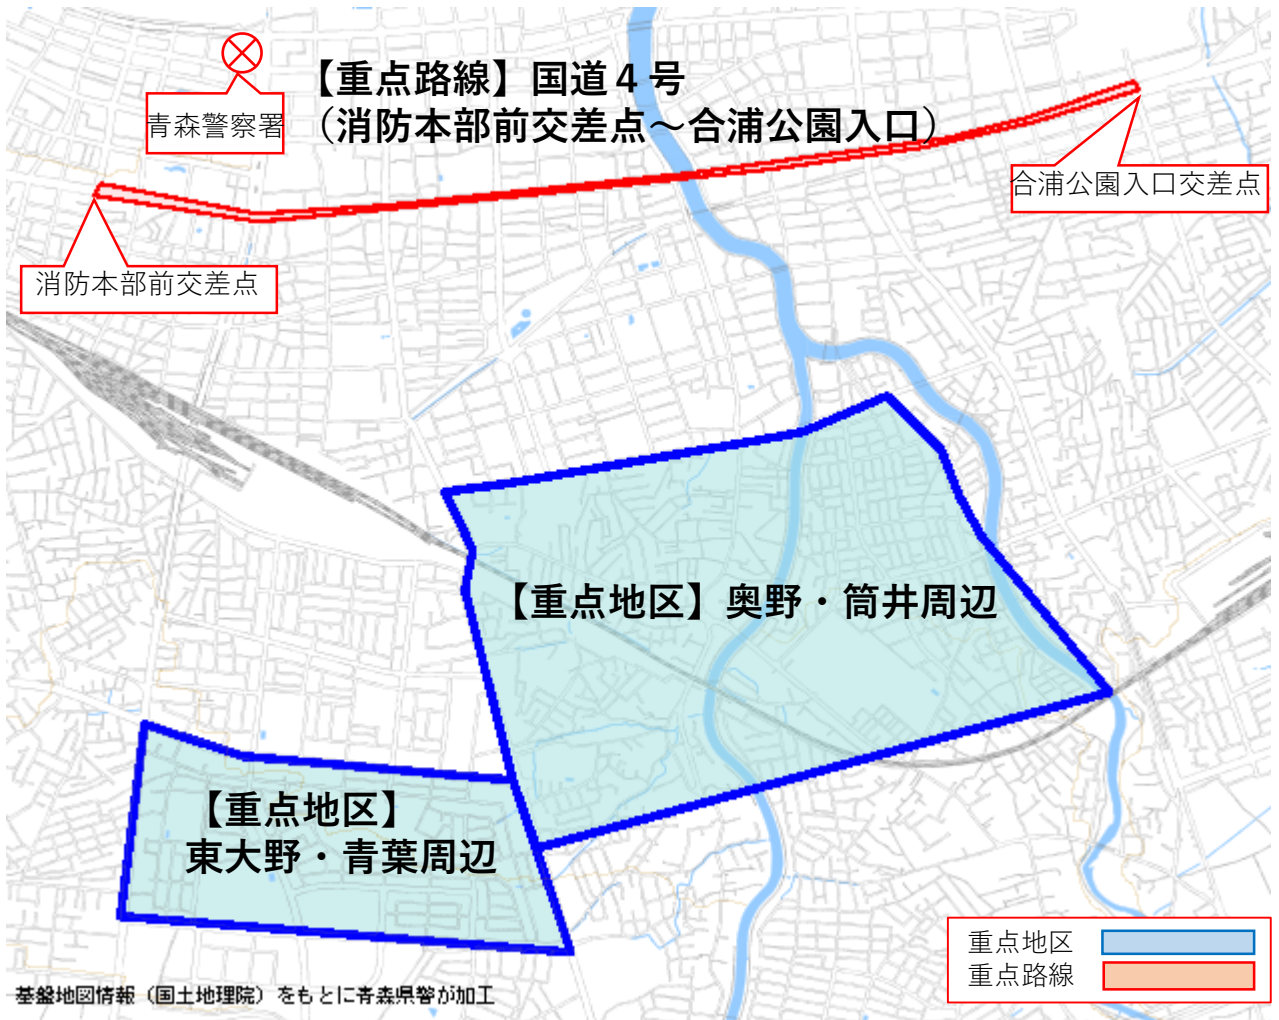 【重点路線】国道４号
（消防本部前交差点～合浦公園入口）
青森警察署
合浦公園入口交差点
消防本部前交差点
【重点地区】奥野・筒井周辺
【重点地区】
東大野・青葉周辺
重点地区
重点路線
基盤地図情報（国土地理院）をもとに青森県警が加工